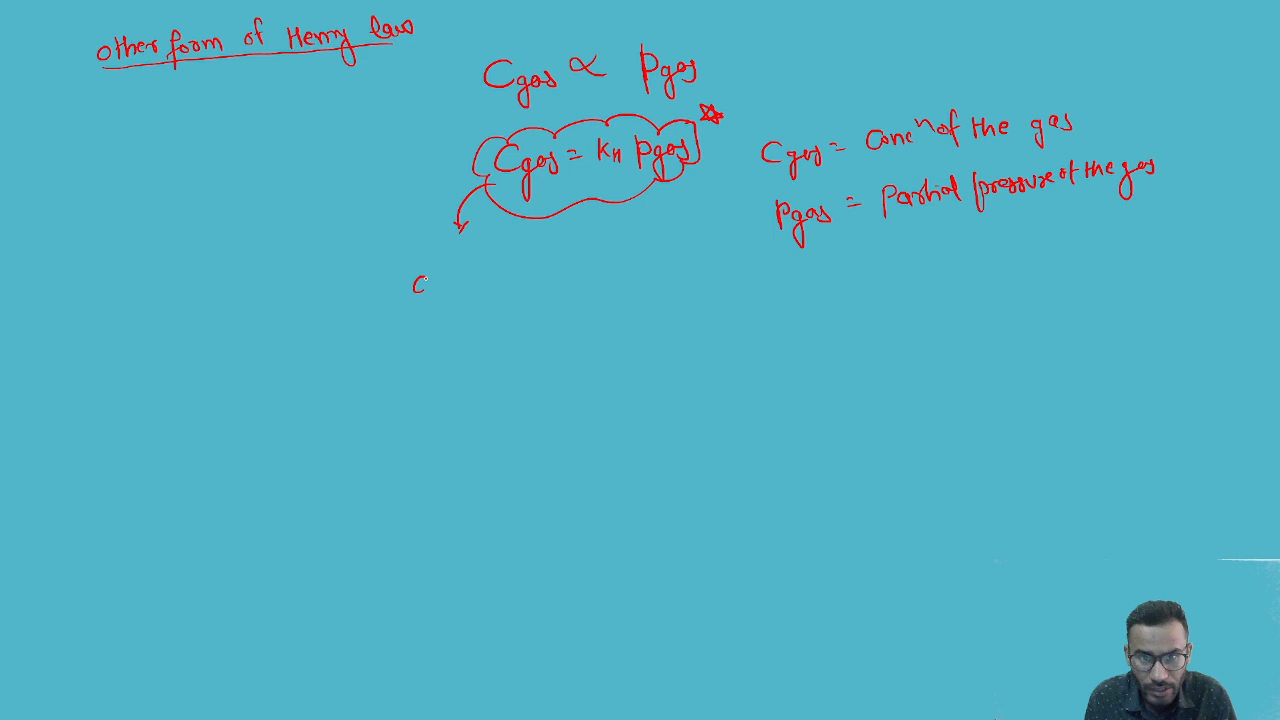 other form of Henry law
Cgas ∝ Pgas
Cgas = KH Pgas
Cgas = concn of the gas
Pgas = Partial pressure of the gas
C